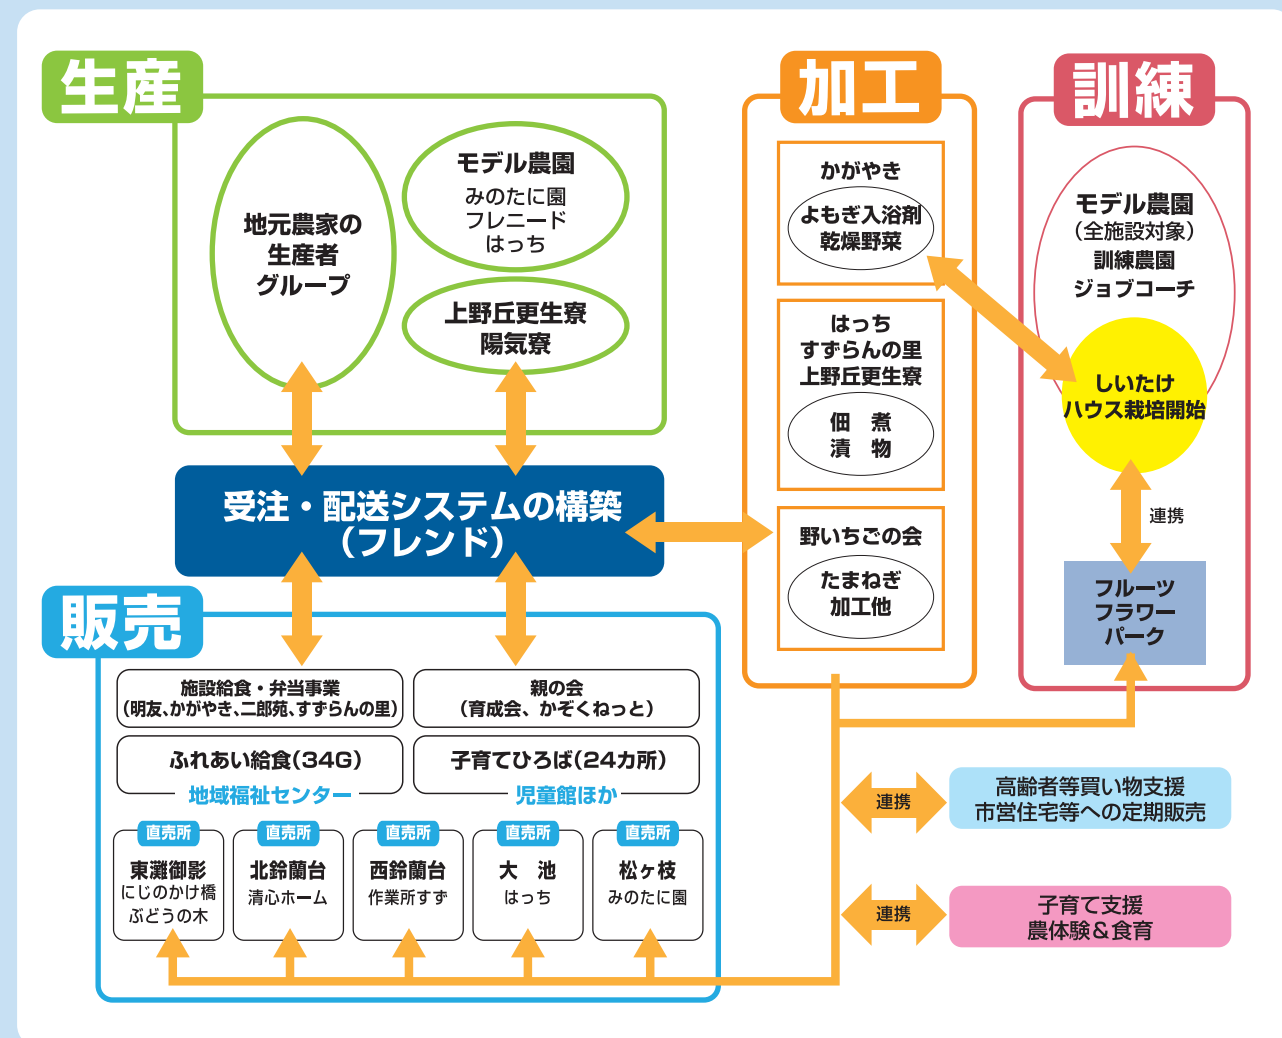 生産
地元農家の
生産者
グループ
モデル農園
みのたに園
フレニード
はっち
上野丘更生寮
陽気寮
受注・配送システムの構築
(フレンド)
加工
かがやき
よもぎ入浴剤
乾燥野菜
はっち
すずらんの里
上野丘更生寮
佃　煮
漬　物
野いちごの会
たまねぎ
加工他
訓練
モデル農園
(全施設対象)
訓練農園
ジョブコーチ
しいたけ
ハウス栽培開始
連携
フルーツ
フラワー
パーク
販売
施設給食・弁当事業
(明友、かがやき、二郎苑、すずらんの里)
親の会
(育成会、かぞくねっと)
ふれあい給食(34G)
地域福祉センター
子育てひろば(24カ所)
児童館ほか
直売所
東灘御影
にじのかけ橋
ぶどうの木
直売所
北鈴蘭台
清心ホーム
直売所
西鈴蘭台
作業所すず
直売所
大　池
はっち
直売所
松ヶ枝
みのたに園
連携
高齢者等買い物支援
市営住宅等への定期販売
連携
子育て支援
農体験&食育